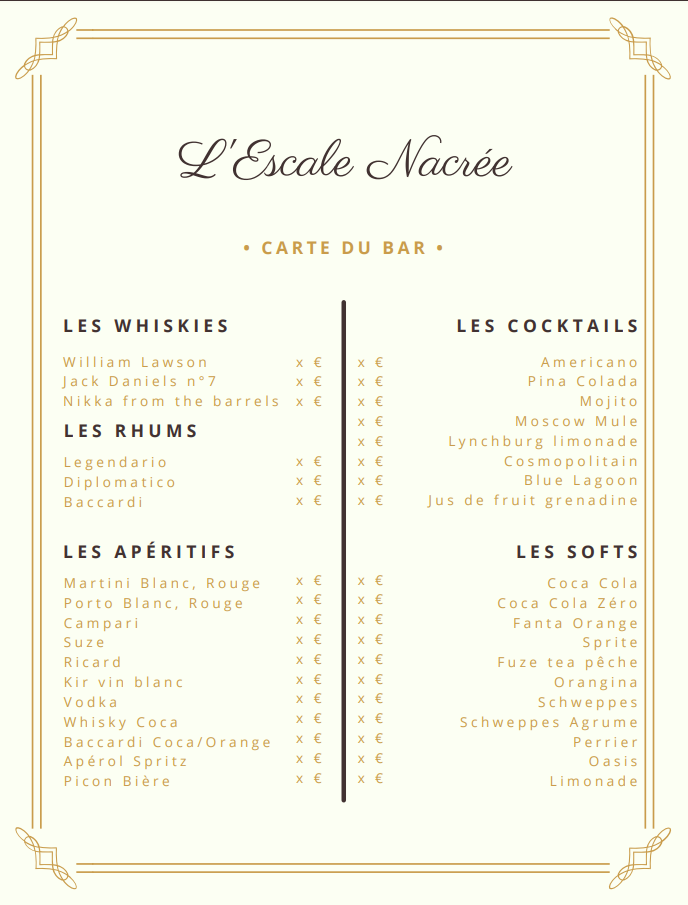 L'Escale Nacrée
• CARTE DU BAR •
LES WHISKIES
William Lawson x €
Jack Daniels n°7 x €
Nikka from the barrels x €
LES RHUMS
Legendario x €
Diplomatico x €
Baccardi x €
LES APÉRITIFS
Martini Blanc, Rouge x €
Porto Blanc, Rouge x €
Campari x €
Suze x €
Ricard x €
Kir vin blanc x €
Vodka x €
Whisky Coca x €
Baccardi Coca/Orange x €
Apérol Spritz x €
Picon Bière x €
LES COCKTAILS
x € Americano
x € Pina Colada
x € Mojito
x € Moscow Mule
x € Lynchburg limonade
x € Cosmopolitain
x € Blue Lagoon
x € Jus de fruit grenadine
LES SOFTS
x € Coca Cola
x € Coca Cola Zéro
x € Fanta Orange
x € Sprite
x € Fuze tea pêche
x € Orangina
x € Schweppes
x € Schweppes Agrume
x € Perrier
x € Oasis
x € Limonade